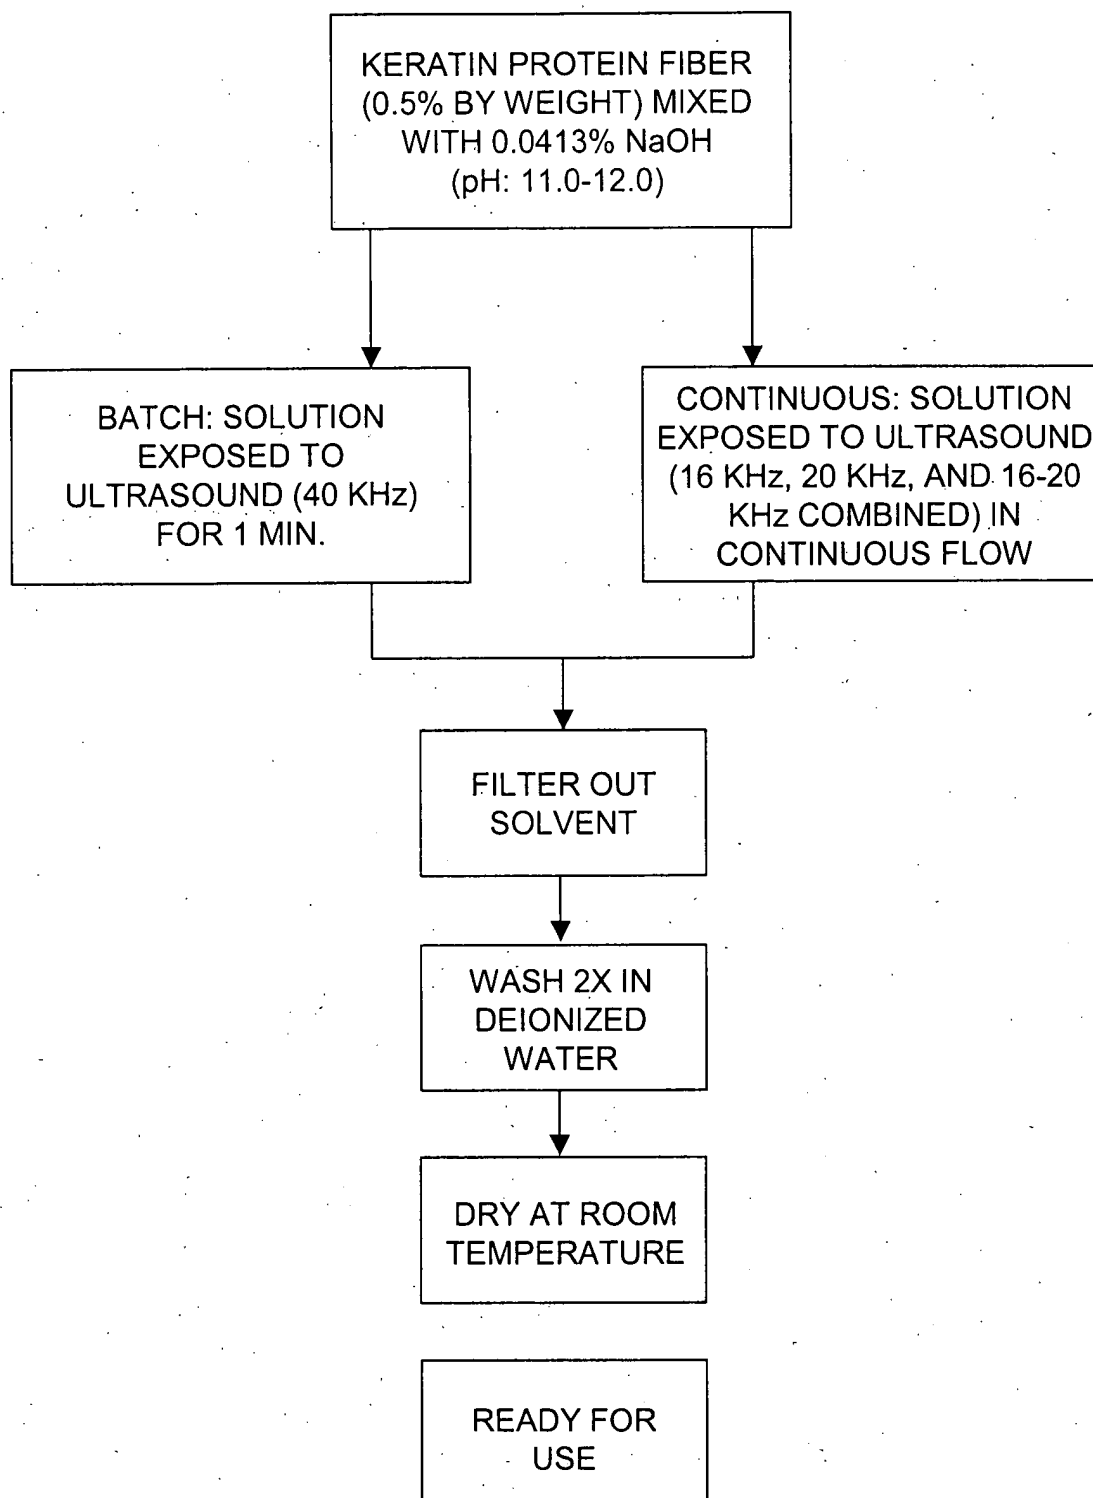 KERATIN PROTEIN FIBER
(0.5% BY WEIGHT) MIXED
WITH 0.0413% NaOH
(pH: 11.0-12.0)
BATCH: SOLUTION
EXPOSED TO
ULTRASOUND (40 KHz)
FOR 1 MIN.
CONTINUOUS: SOLUTION
EXPOSED TO ULTRASOUND
(16 KHz, 20 KHz, AND 16-20
KHz COMBINED) IN
CONTINUOUS FLOW
FILTER OUT
SOLVENT
WASH 2X IN
DEIONIZED
WATER
DRY AT ROOM
TEMPERATURE
READY FOR
USE